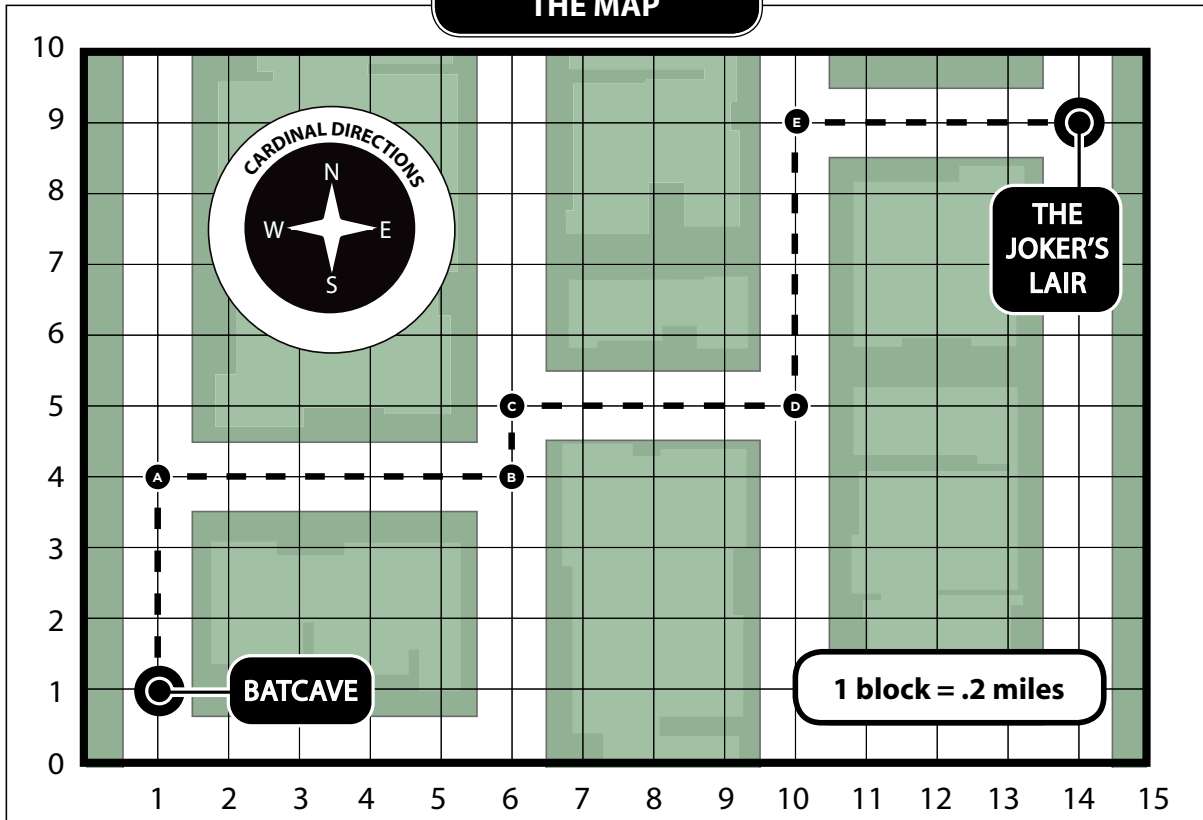 THE MAP
10
9
8
7
6
5
4
3
2
1
0
CARDINAL DIRECTIONS
N
W E
S
E
THE
JOKER'S
LAIR
C
D
A
B
BATCAVE
1 block = .2 miles
1 2 3 4 5 6 7 8 9 10 11 12 13 14 15